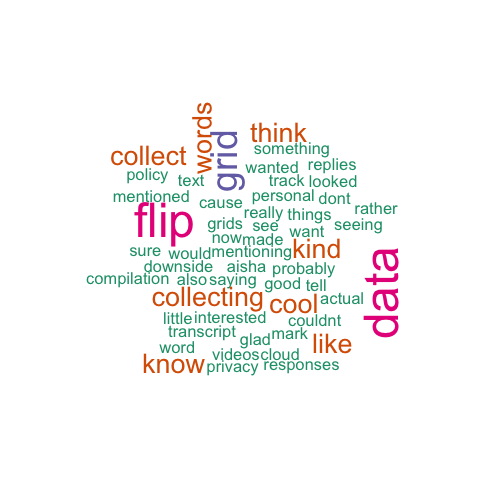 words
think
grid
something
collect
wanted replies
policy text track looked
mentioned cause personal dont
flip really things rather
grids see want seeing
nowmade
sure would mentioning kind
downside aisha probably
data
compilation also saying good tell
collecting cool actual
little interested couldnt
transcript glad mark like
word videos cloud
know privacy responses